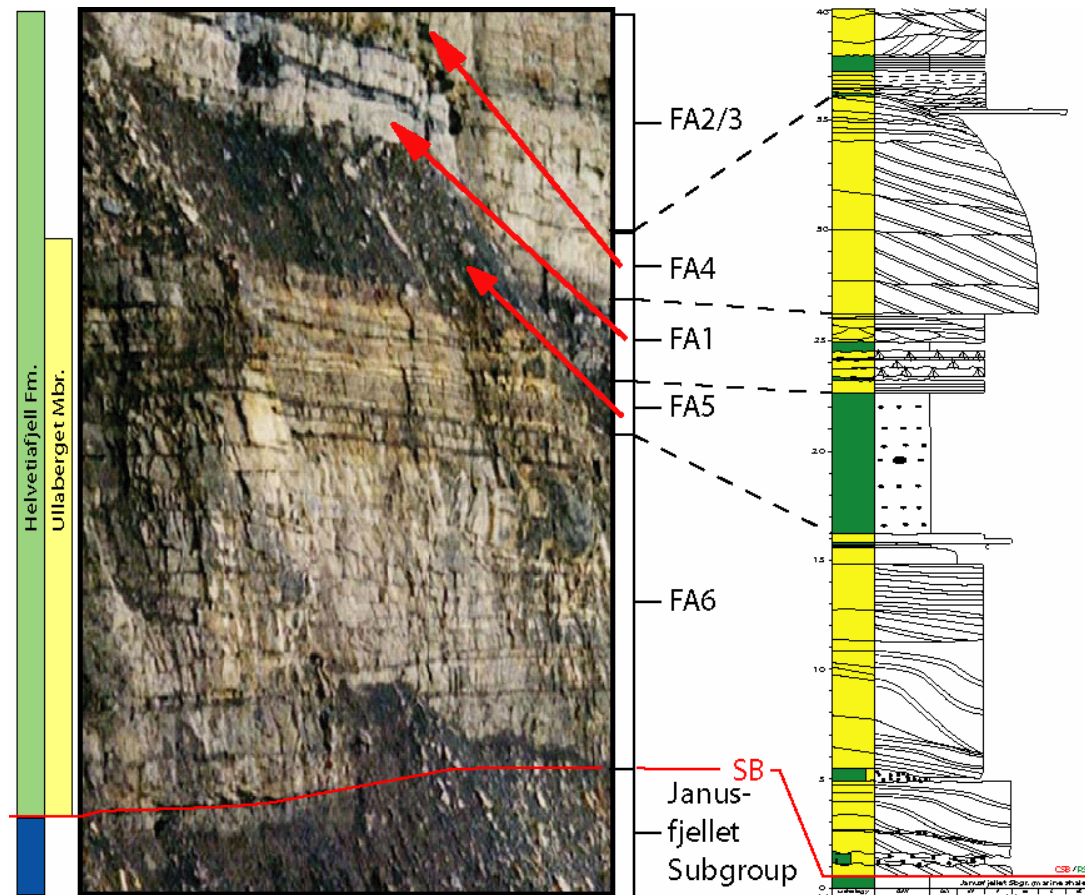 Helvetiafjell Fm.
Ullaberget Mbr.
FA2/3
FA4
FA1
FA5
FA6
SB
Janus-
fjellet
Subgroup
40
35
30
25
20
15
10
5
0